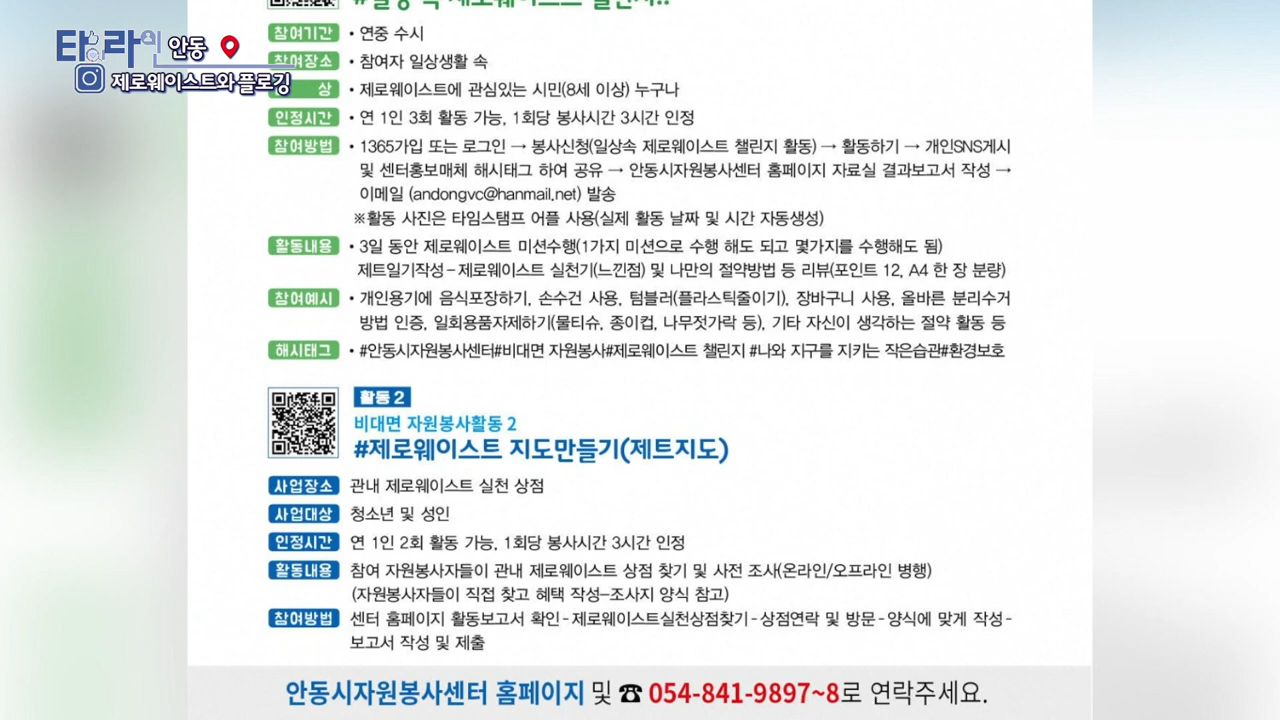 타라이 안동
제로웨이스트와 플로깅
참여기간 • 연중 수시
참여장소 • 참여자 일상생활 속
상 • 제로웨이스트에 관심있는 시민(8세 이상) 누구나
인정시간 • 연 1인 3회 활동 가능, 1회당 봉사시간 3시간 인정
참여방법 • 1365가입 또는 로그인 → 봉사신청(일상속 제로웨이스트 챌린지 활동) → 활동하기 → 개인SNS게시
및 센터홍보매체 해시태그 하여 공유 → 안동시자원봉사센터 홈페이지 자료실 결과보고서 작성 →
이메일 (andongvc@hanmail.net) 발송
※활동 사진은 타임스탬프 어플 사용(실제 활동 날짜 및 시간 자동생성)
활동내용 • 3일 동안 제로웨이스트 미션수행(1가지 미션으로 수행 해도 되고 몇가지를 수행해도 됨)
제트일기작성 – 제로웨이스트 실천기(느낀점) 및 나만의 절약방법 등 리뷰(포인트 12, A4 한 장 분량)
참여예시 • 개인용기에 음식포장하기, 손수건 사용, 텀블러(플라스틱줄이기), 장바구니 사용, 올바른 분리수거
방법 인증, 일회용품자제하기(물티슈, 종이컵, 나무젓가락 등), 기타 자신이 생각하는 절약 활동 등
해시태그 • #안동시자원봉사센터#비대면 자원봉사#제로웨이스트 챌린지 #나와 지구를 지키는 작은습관#환경보호
활동 2
비대면 자원봉사활동 2
#제로웨이스트 지도만들기(제트지도)
사업장소 관내 제로웨이스트 실천 상점
사업대상 청소년 및 성인
인정시간 연 1인 2회 활동 가능, 1회당 봉사시간 3시간 인정
활동내용 참여 자원봉사자들이 관내 제로웨이스트 상점 찾기 및 사전 조사(온라인/오프라인 병행)
(자원봉사자들이 직접 찾고 혜택 작성–조사지 양식 참고)
참여방법 센터 홈페이지 활동보고서 확인 - 제로웨이스트실천상점찾기 - 상점연락 및 방문 - 양식에 맞게 작성 -
보고서 작성 및 제출
안동시자원봉사센터 홈페이지 및 ☎ 054-841-9897~8로 연락주세요.